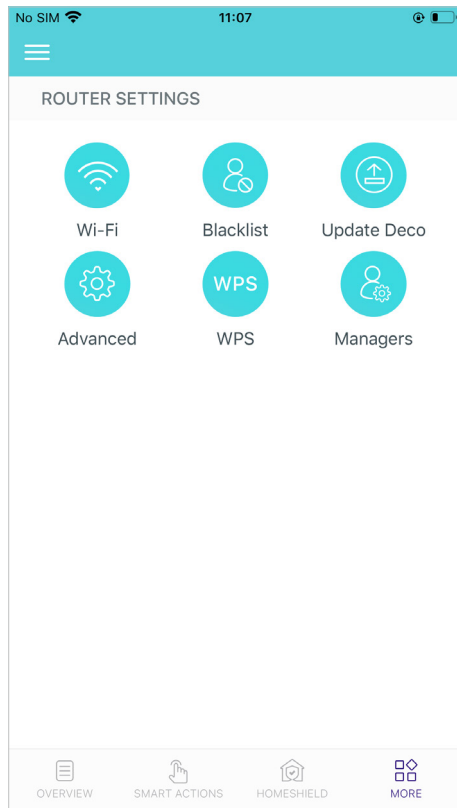 No SIM 11:07
ROUTER SETTINGS
Wi-Fi Blacklist Update Deco
WPS
Advanced WPS Managers
OVERVIEW SMART ACTIONS HOMESHIELD MORE